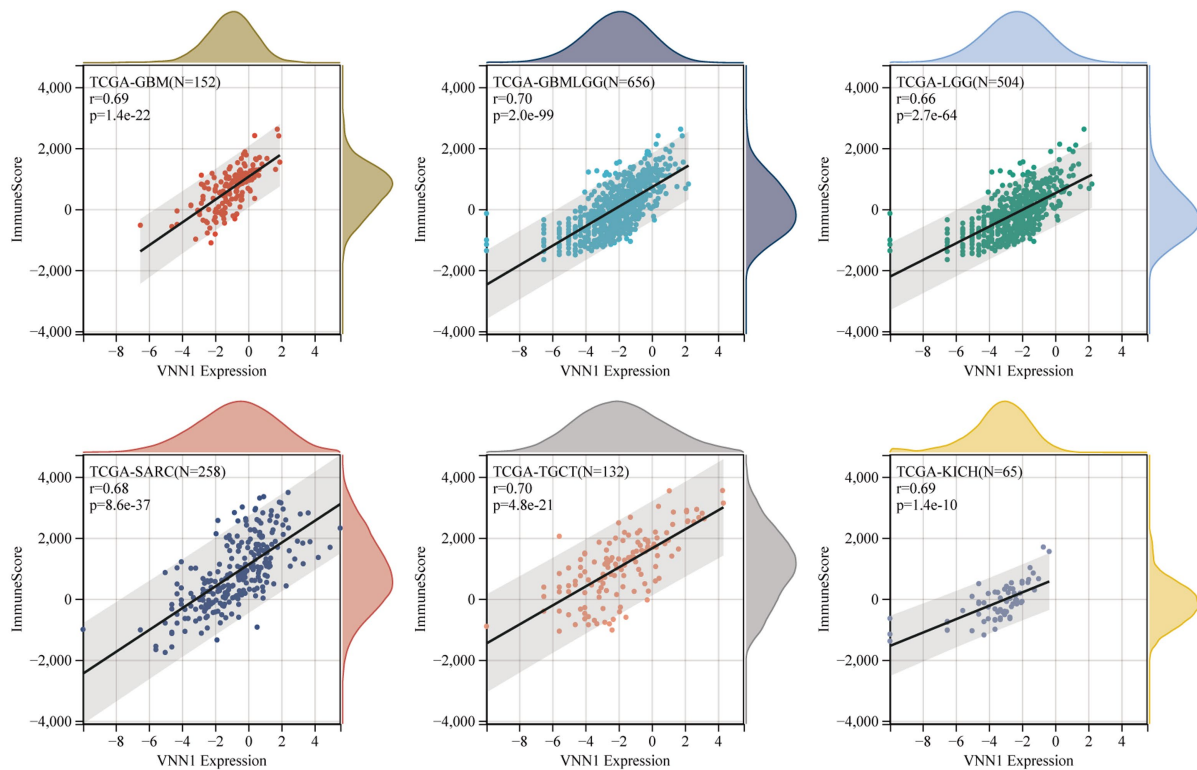 TCGA-GBM(N=152)
r=0.69
p=1.4e-22
4,000
2,000
0
−2,000
−4,000
ImmuneScore
−8 −6 −4 −2 0 2 4
VNN1 Expression
TCGA-GBMLGG(N=656)
r=0.70
p=2.0e-99
4,000
2,000
0
−2,000
−4,000
ImmuneScore
−8 −6 −4 −2 0 2 4
VNN1 Expression
TCGA-LGG(N=504)
r=0.66
p=2.7e-64
4,000
2,000
0
−2,000
−4,000
ImmuneScore
−8 −6 −4 −2 0 2 4
VNN1 Expression
TCGA-SARC(N=258)
r=0.68
p=8.6e-37
4,000
2,000
0
−2,000
−4,000
ImmuneScore
−8 −6 −4 −2 0 2 4
VNN1 Expression
TCGA-TGCT(N=132)
r=0.70
p=4.8e-21
4,000
2,000
0
−2,000
−4,000
ImmuneScore
−8 −6 −4 −2 0 2 4
VNN1 Expression
TCGA-KICH(N=65)
r=0.69
p=1.4e-10
4,000
2,000
0
−2,000
−4,000
ImmuneScore
−8 −6 −4 −2 0 2 4
VNN1 Expression